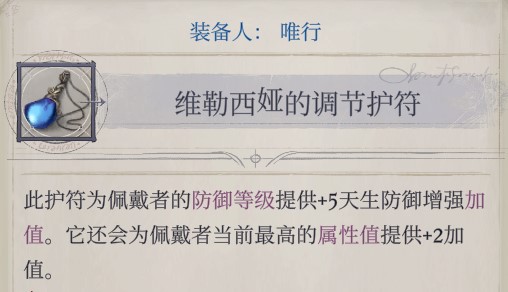 装备人： 唯行
维勒西娅的调节护符
此护符为佩戴者的防御等级提供+5天生防御增强加
值。它还会为佩戴者当前最高的属性值提供+2加
值。